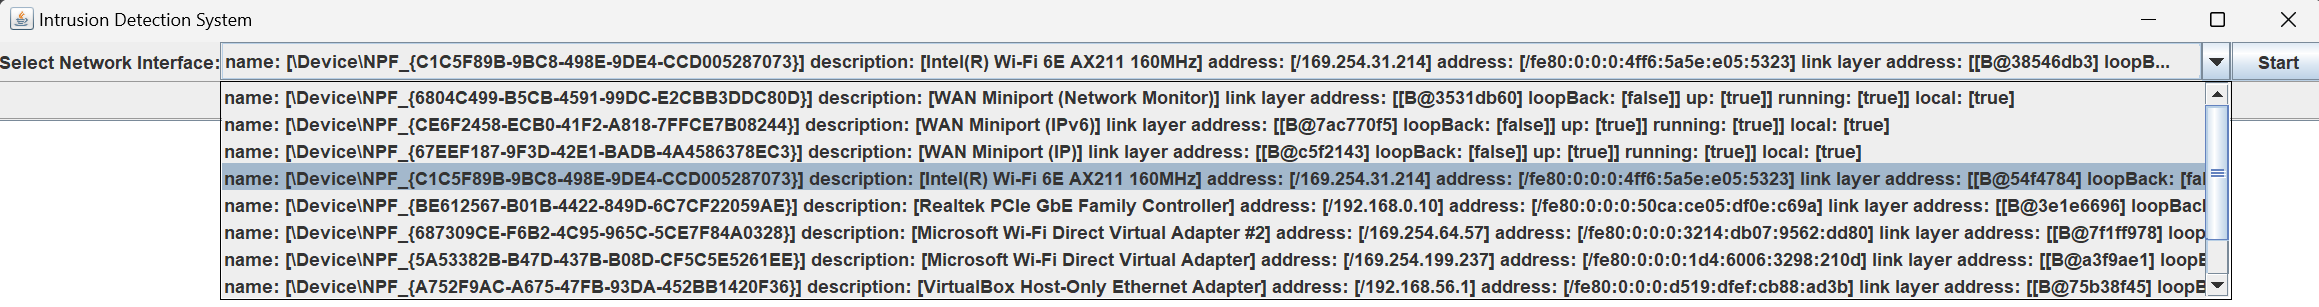 Intrusion Detection System
Select Network Interface: name: [\Device\NPF_{C1C5F89B-9BC8-498E-9DE4-CCD005287073}] description: [Intel(R) Wi-Fi 6E AX211 160MHz] address: [/169.254.31.214] address: [/fe80:0:0:0:4ff6:5a5e:e05:5323] link layer address: [[B@38546db3] loopB... Start
name: [\Device\NPF_{6804C499-B5CB-4591-99DC-E2CBB3DDC80D}] description: [WAN Miniport (Network Monitor)] link layer address: [[B@3531db60] loopBack: [false]] up: [true]] running: [true]] local: [true]
name: [\Device\NPF_{CE6F2458-ECB0-41F2-A818-7FFCE7B08244}] description: [WAN Miniport (IPv6)] link layer address: [[B@7ac770f5] loopBack: [false]] up: [true]] running: [true]] local: [true]
name: [\Device\NPF_{67EEF187-9F3D-42E1-BADB-4A4586378EC3}] description: [WAN Miniport (IP)] link layer address: [[B@c5f2143] loopBack: [false]] up: [true]] running: [true]] local: [true]
name: [\Device\NPF_{C1C5F89B-9BC8-498E-9DE4-CCD005287073}] description: [Intel(R) Wi-Fi 6E AX211 160MHz] address: [/169.254.31.214] address: [/fe80:0:0:0:4ff6:5a5e:e05:5323] link layer address: [[B@54f4784] loopBack: [fal
name: [\Device\NPF_{BE612567-B01B-4422-849D-6C7CF22059AE}] description: [Realtek PCIe GbE Family Controller] address: [/192.168.0.10] address: [/fe80:0:0:0:50ca:ce05:df0e:c69a] link layer address: [[B@3e1e6696] loopBack
name: [\Device\NPF_{687309CE-F6B2-4C95-965C-5CE7F84A0328}] description: [Microsoft Wi-Fi Direct Virtual Adapter #2] address: [/169.254.64.57] address: [/fe80:0:0:0:3214:db07:9562:dd80] link layer address: [[B@7f1ff978] loop
name: [\Device\NPF_{5A53382B-B47D-437B-B08D-CF5C5E5261EE}] description: [Microsoft Wi-Fi Direct Virtual Adapter] address: [/169.254.199.237] address: [/fe80:0:0:0:1d4:6006:3298:210d] link layer address: [[B@a3f9ae1] loopB
name: [\Device\NPF_{A752F9AC-A675-47FB-93DA-452BB1420F36}] description: [VirtualBox Host-Only Ethernet Adapter] address: [/192.168.56.1] address: [/fe80:0:0:0:d519:dfef:cb88:ad3b] link layer address: [[B@75b38f45] loopB